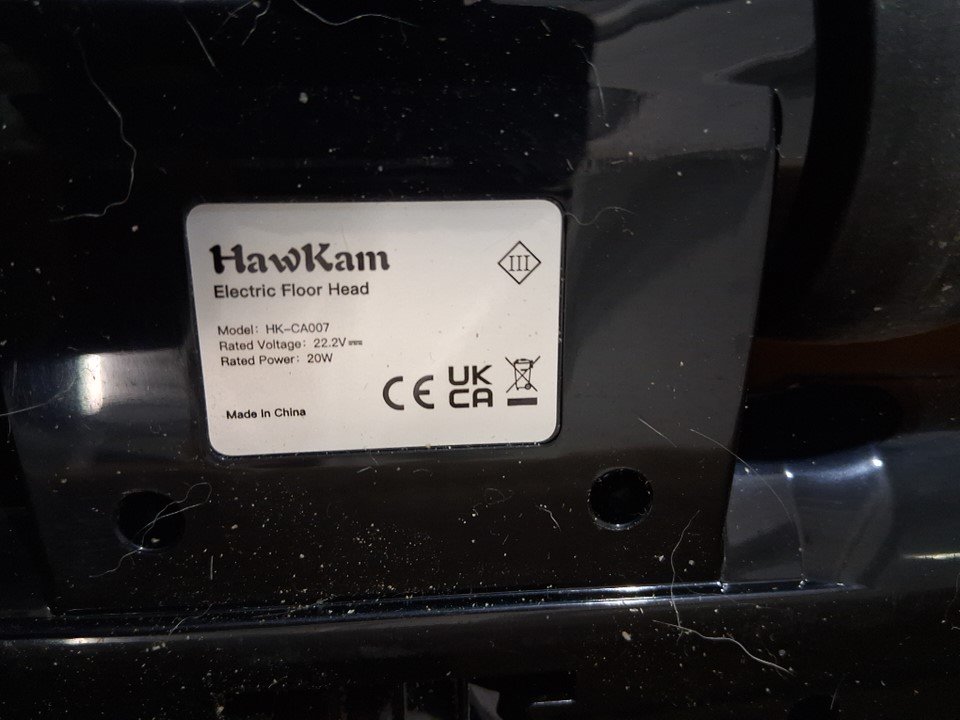 HawKam
III
Electric Floor Head
Model: HK-CA007
Rated Voltage: 22.2V⎓
Rated Power: 20W
Made In China
CE
UK
CA